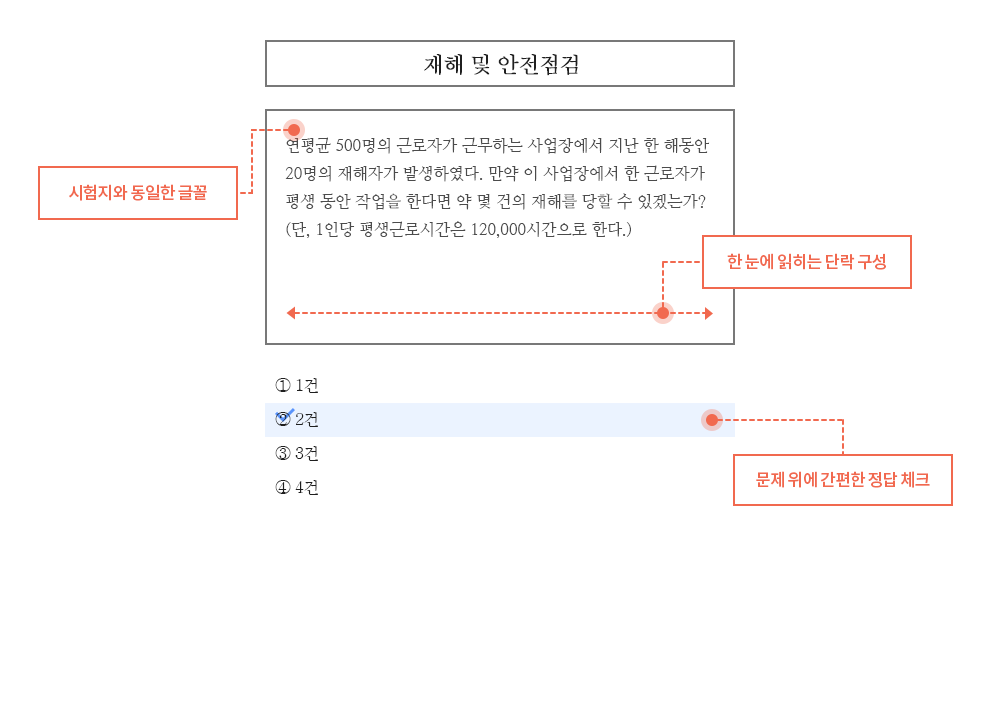 재해 및 안전점검
연평균 500명의 근로자가 근무하는 사업장에서 지난 한 해동안
20명의 재해자가 발생하였다. 만약 이 사업장에서 한 근로자가
평생 동안 작업을 한다면 약 몇 건의 재해를 당할 수 있겠는가?
(단, 1인당 평생근로시간은 120,000시간으로 한다.)
시험지와 동일한 글꼴
한 눈에 읽히는 단락 구성
① 1건
② 2건
③ 3건
④ 4건
문제 위에 간편한 정답 체크